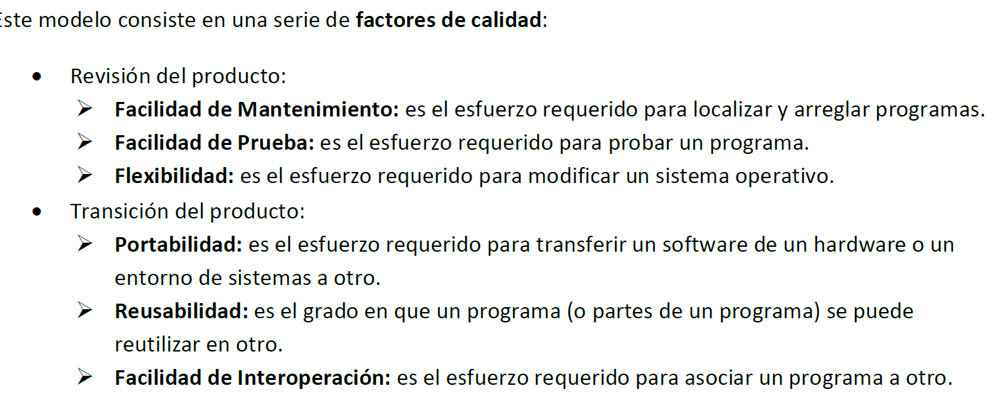 Este modelo consiste en una serie de factores de calidad:
• Revisión del producto:
➢ Facilidad de Mantenimiento: es el esfuerzo requerido para localizar y arreglar programas.
➢ Facilidad de Prueba: es el esfuerzo requerido para probar un programa.
➢ Flexibilidad: es el esfuerzo requerido para modificar un sistema operativo.
• Transición del producto:
➢ Portabilidad: es el esfuerzo requerido para transferir un software de un hardware o un
entorno de sistemas a otro.
➢ Reusabilidad: es el grado en que un programa (o partes de un programa) se puede
reutilizar en otro.
➢ Facilidad de Interoperación: es el esfuerzo requerido para asociar un programa a otro.